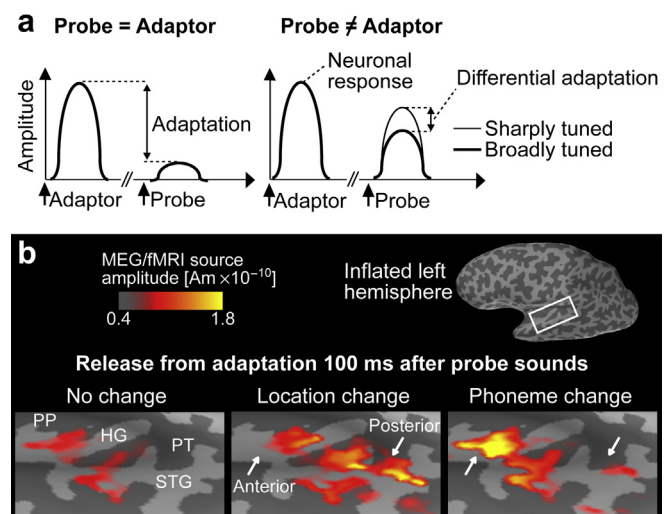 a
Probe = Adaptor
Probe ≠ Adaptor
Neuronal
response
Differential adaptation
Amplitude
Adaptation
Sharply tuned
Broadly tuned
Adaptor
Probe
Adaptor
Probe
b
MEG/fMRI source
amplitude [Am ×10⁻¹⁰]
0.4
1.8
Inflated left
hemisphere
Release from adaptation 100 ms after probe sounds
No change
Location change
Phoneme change
PP
HG
PT
STG
Posterior
Anterior